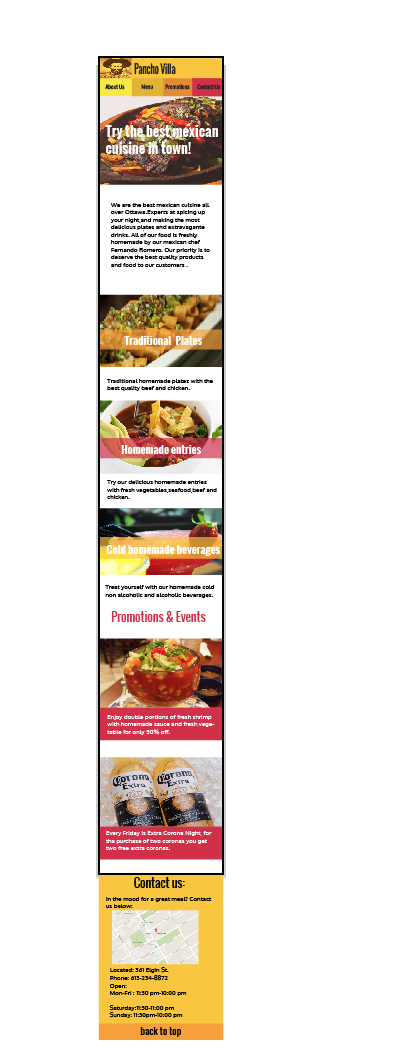 Pancho Villa
About Us Menu Promotions Contact Us
Try the best mexican
cuisine in town!
We are the best mexican cuisine all
over Ottawa.Experts at spicing up
your night,and making the most
delicious plates and extravagante
drinks. All of our food is freshly
homemade by our mexican chef
Fernando Romero. Our priority is to
deserve the best quality products
and food to our customers .
Traditional Plates
Traditional homemade plates with the
best quality beef and chicken.
Homemade entries
Try our delicious homemade entries
with fresh vegetables,seafood,beef and
chicken.
Cold homemade beverages
Treat yourself with our homemade cold
non alcoholic and alcoholic beverages.
Promotions & Events
Enjoy double portions of fresh shrimp
with homemade sauce and fresh vege-
table for only 50% off.
Corona Extra
Corona Extra
Every Friday is Extra Corona Night, for
the purchase of two coronas you get
two free extra coronas.
Contact us:
In the mood for a great meal? Contact
us below:
Located: 361 Elgin St.
Phone: 613-234-8872
Open:
Mon-Fri : 11:30 pm-10:00 pm
Saturday:11:30-11:00 pm
Sunday: 11:30pm-10:00 pm
back to top